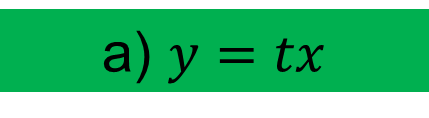 a) y = tx